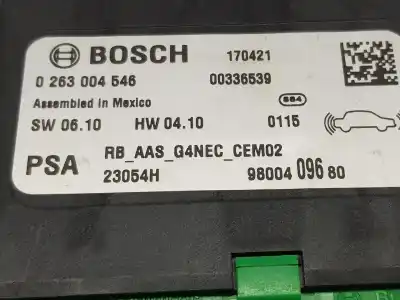 BOSCH 170421
0 263 004 546 00336539
Assembled in Mexico 664
SW 06.10 HW 04.10 0115
PSA RB_AAS_G4NEC_CEM02
23054H 98004 096 80